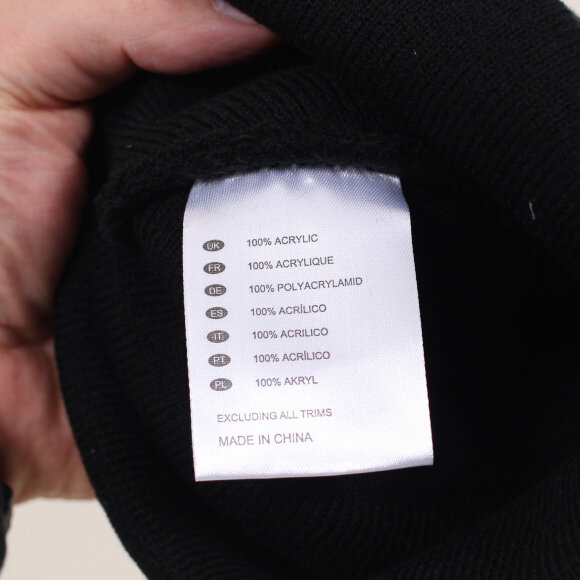 UK 100% ACRYLIC
FR 100% ACRYLIQUE
DE 100% POLYACRYLAMID
ES 100% ACRÍLICO
IT 100% ACRILICO
PT 100% ACRÍLICO
PL 100% AKRYL
EXCLUDING ALL TRIMS
MADE IN CHINA